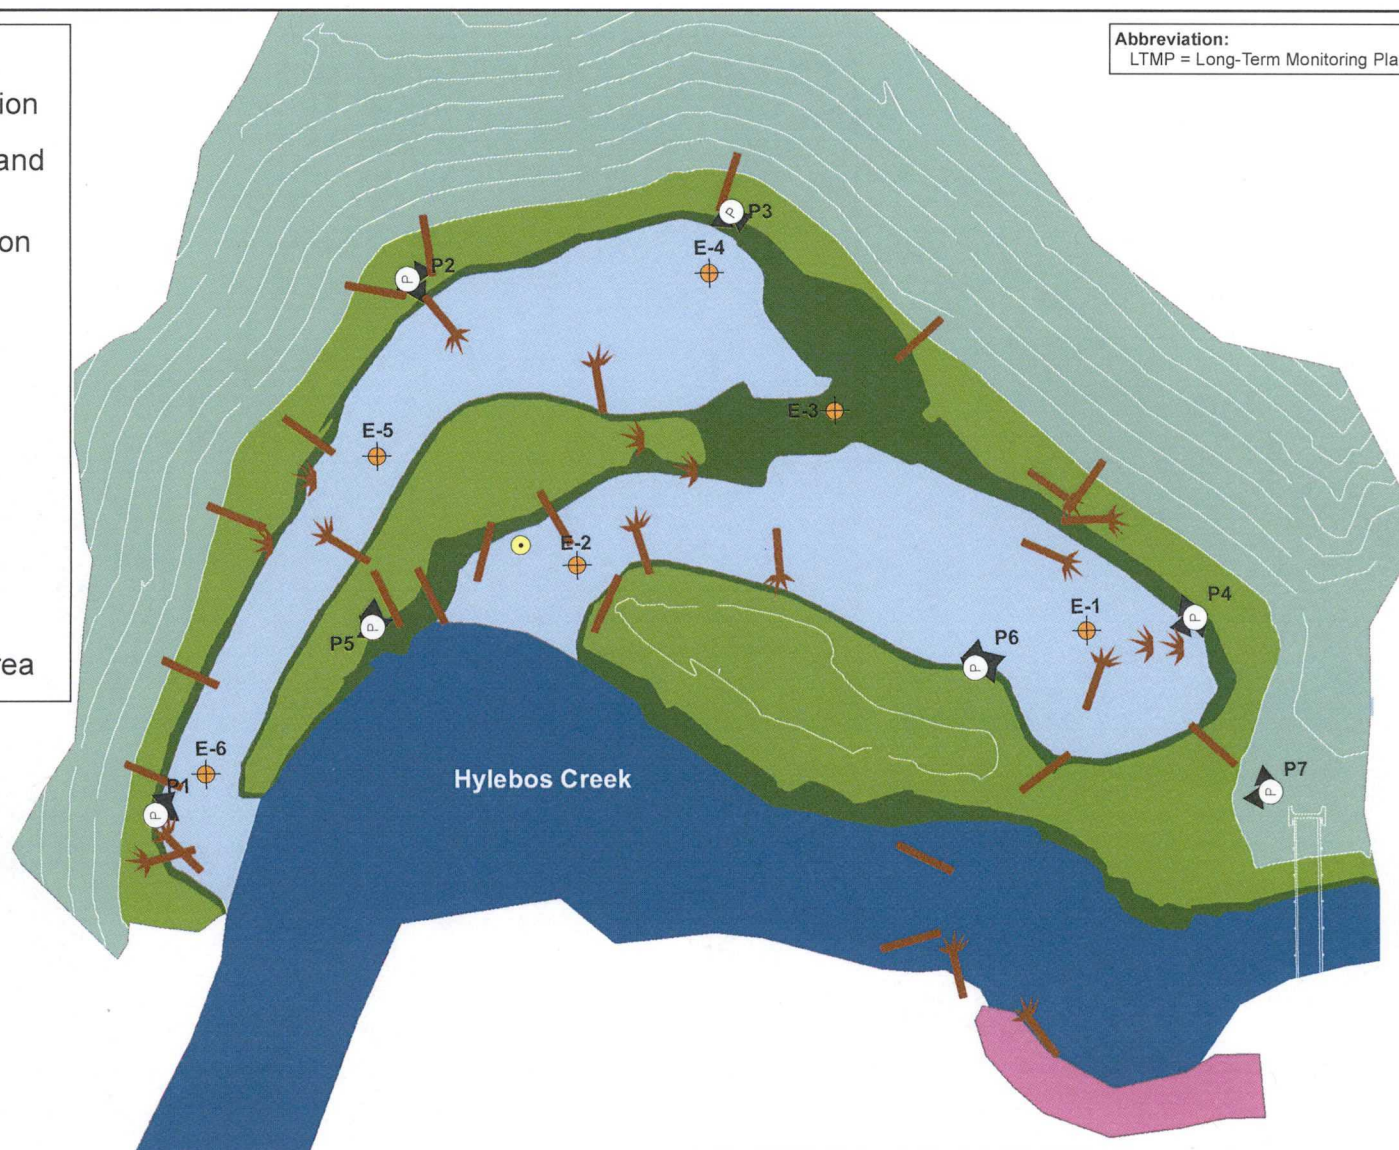 Abbreviation:
LTMP = Long-Term Monitoring Pla
ion
and
on
rea
P3
E-4
P2
E-3
E-5
E-2
P4
E-1
P5
P6
E-6
P1
P7
Hylebos Creek
P
P
P
P
P
P
P